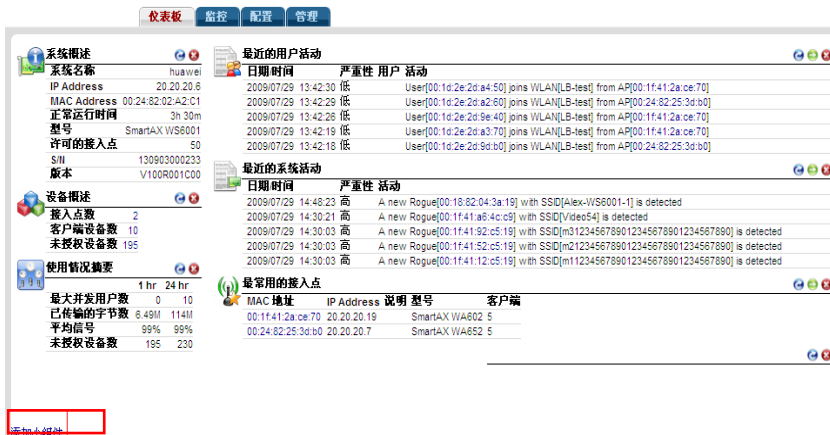 仪表板 监控 配置 管理
系统概述
系统名称 huawei
IP Address 20.20.20.6
MAC Address 00:24:82:02:A2:C1
正常运行时间 3h 30m
型号 SmartAX WS6001
许可的接入点 50
S/N 130903000233
版本 V100R001C00
设备概述
接入点数 2
客户端设备数 10
未授权设备数 195
使用情况摘要
1 hr 24 hr
最大并发用户数 0 10
已传输的字节数 6.49M 114M
平均信号 99% 99%
未授权设备数 195 230
最近的用户活动
日期/时间 严重性 用户 活动
2009/07/29 13:42:30 低 User[00:1d:2e:2d:a4:50] joins WLAN[LB-test] from AP[00:1f:41:2a:ce:70]
2009/07/29 13:42:29 低 User[00:1d:2e:2d:a2:60] joins WLAN[LB-test] from AP[00:24:82:25:3d:b0]
2009/07/29 13:42:26 低 User[00:1d:2e:2d:9e:40] joins WLAN[LB-test] from AP[00:1f:41:2a:ce:70]
2009/07/29 13:42:19 低 User[00:1d:2e:2d:a3:70] joins WLAN[LB-test] from AP[00:1f:41:2a:ce:70]
2009/07/29 13:42:18 低 User[00:1d:2e:2d:9d:b0] joins WLAN[LB-test] from AP[00:24:82:25:3d:b0]
最近的系统活动
日期/时间 严重性 活动
2009/07/29 14:48:23 高 A new Rogue[00:18:82:04:3a:19] with SSID[Alex-WS6001-1] is detected
2009/07/29 14:30:21 高 A new Rogue[00:1f:41:a6:4c:c9] with SSID[Video54] is detected
2009/07/29 14:30:03 高 A new Rogue[00:1f:41:92:c5:19] with SSID[m3123456789012345678901234567890] is detected
2009/07/29 14:30:03 高 A new Rogue[00:1f:41:52:c5:19] with SSID[m2123456789012345678901234567890] is detected
2009/07/29 14:30:03 高 A new Rogue[00:1f:41:12:c5:19] with SSID[m1123456789012345678901234567890] is detected
最常用的接入点
MAC 地址 IP Address 说明 型号 客户端
00:1f:41:2a:ce:70 20.20.20.19 SmartAX WA602 5
00:24:82:25:3d:b0 20.20.20.7 SmartAX WA652 5
添加小组件